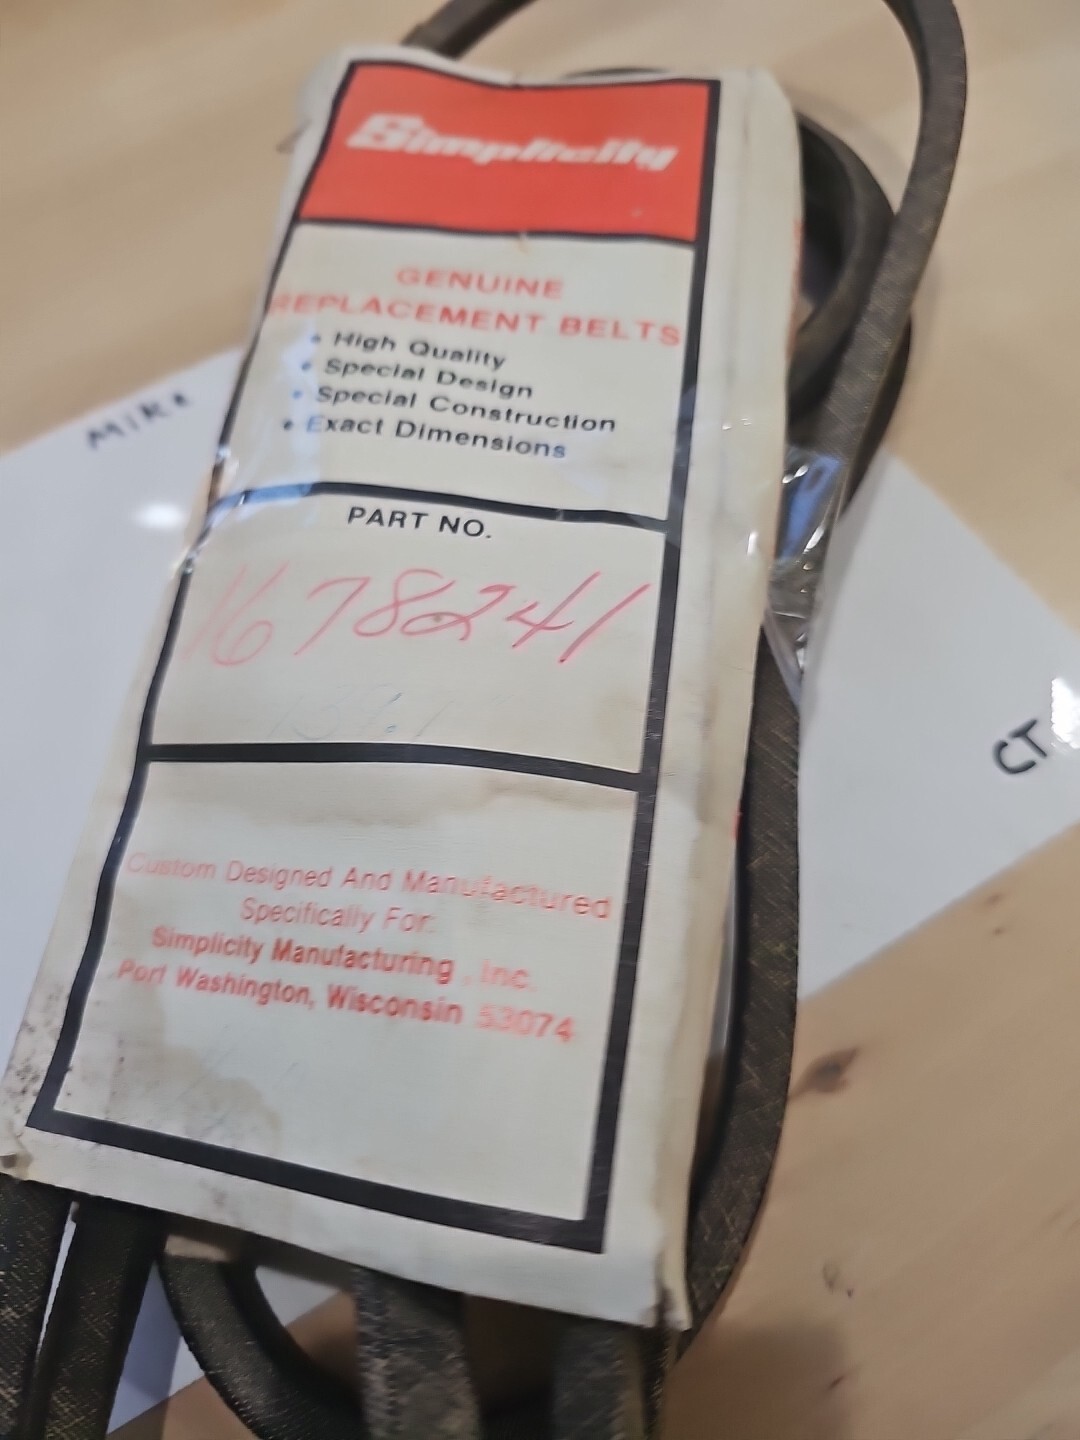 Simplicity
GENUINE
REPLACEMENT BELTS
• High Quality
• Special Design
• Special Construction
• Exact Dimensions
MIKE
PART NO.
1678241
CT
Custom Designed And Manufactured
Specifically For:
Simplicity Manufacturing, Inc.
Port Washington, Wisconsin 53074